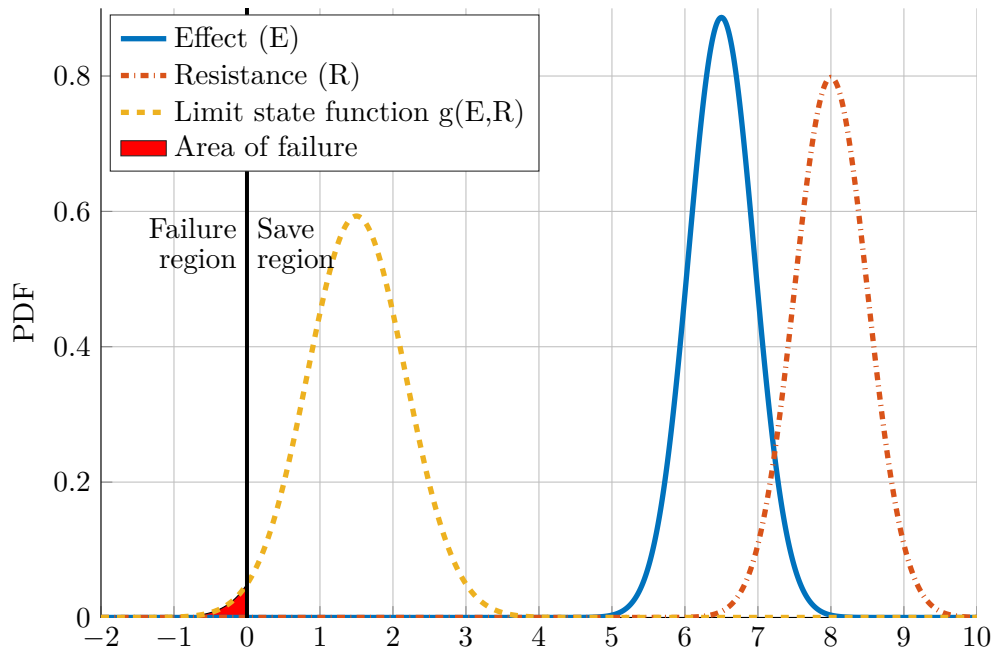 Effect (E)
Resistance (R)
Limit state function g(E,R)
Area of failure
Failure
region
Save
region
PDF
0.8
0.6
0.4
0.2
0
−2 −1 0 1 2 3 4 5 6 7 8 9 10